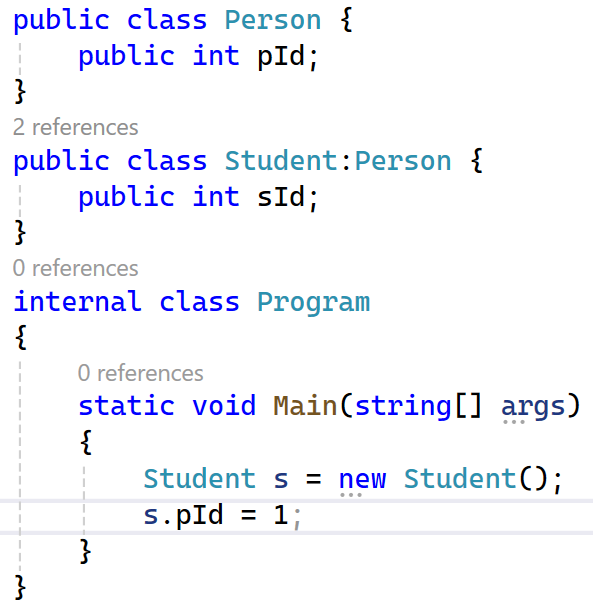 public class Person {
    public int pId;
}
2 references
public class Student:Person {
    public int sId;
}
0 references
internal class Program
{
    0 references
    static void Main(string[] args)
    {
        Student s = new Student();
        s.pId = 1;
    }
}